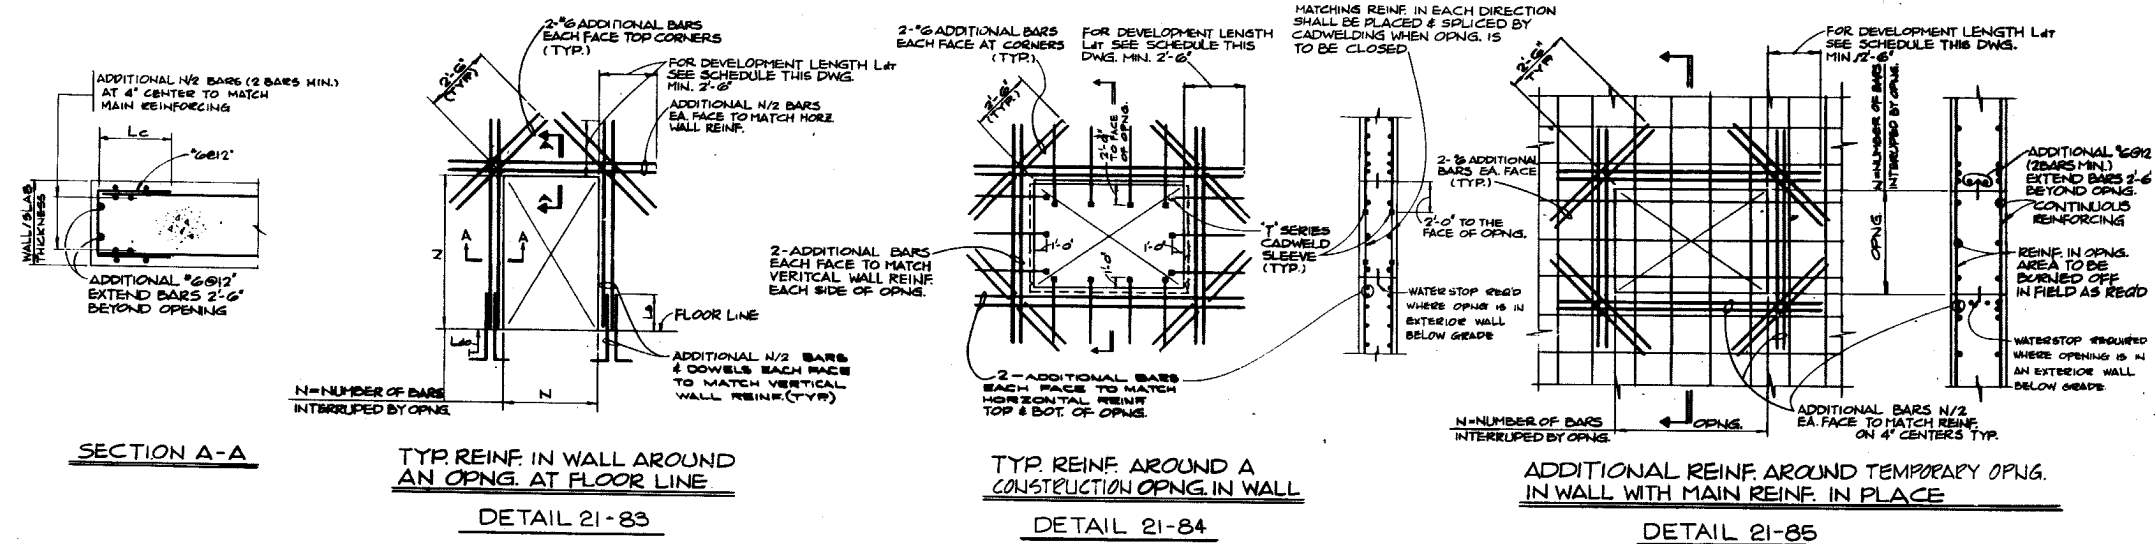 ADDITIONAL N/2 BARS (2 BARS MIN.)
AT 4" CENTER TO MATCH
MAIN REINFORCING
Lc
#6@12"
WALL/SLAB
THICKNESS
ADDITIONAL #6@12"
EXTEND BARS 2'-6"
BEYOND OPENING
SECTION A-A
2-#6 ADDITIONAL BARS
EACH FACE TOP CORNERS
(TYP.)
2'-6"
(TYP)
FOR DEVELOPMENT LENGTH LdT
SEE SCHEDULE THIS DWG.
MIN. 2'-6"
ADDITIONAL N/2 BARS
EA. FACE TO MATCH HORZ.
WALL REINF.
A
A
A
A
N
FLOOR LINE
ADDITIONAL N/2 BARS
& DOWELS EACH FACE
TO MATCH VERTICAL
WALL REINF. (TYP)
N
N=NUMBER OF BARS
INTERRUPED BY OPNG.
TYP. REINF. IN WALL AROUND
AN OPNG. AT FLOOR LINE
DETAIL 21-83
2-#6 ADDITIONAL BARS
EACH FACE AT CORNERS
(TYP.)
FOR DEVELOPMENT LENGTH
LdT SEE SCHEDULE THIS
DWG. MIN. 2'-6"
MATCHING REINF. IN EACH DIRECTION
SHALL BE PLACED & SPLICED BY
CADWELDING WHEN OPNG. IS
TO BE CLOSED
2'-6"
(TYP.)
2'-0"
TO FACE
OF OPNG.
"T" SERIES
CADWELD
SLEEVE
(TYP.)
1'-0"
1'-0"
1'-0"
2'-0" TO THE
FACE OF OPNG.
2-ADDITIONAL BARS
EACH FACE TO MATCH
VERITCAL WALL REINF.
EACH SIDE OF OPNG.
WATER STOP REQ'D
WHERE OPNG IS IN
EXTERIOR WALL
BELOW GRADE
2-ADDITIONAL BARS
EACH FACE TO MATCH
HORIZONTAL REINF
TOP & BOT. OF OPNG.
TYP. REINF. AROUND A
CONSTRUCTION OPNG. IN WALL
DETAIL 21-84
2'-6"
TYP
FOR DEVELOPMENT LENGTH LdT
SEE SCHEDULE THIS DWG.
MIN 2'-6"
N=NUMBER OF BARS
INTERRUPED BY OPNG.
2-#6 ADDITIONAL
BARS EA. FACE
(TYP.)
OPNG.
ADDITIONAL #6@12
(2 BARS MIN.)
EXTEND BARS 2'-6"
BEYOND OPNG.
CONTINUOUS
REINFORCING
REINF. IN OPNG.
AREA TO BE
BURNED OFF
IN FIELD AS REQ'D
WATERSTOP REQUIRED
WHERE OPENING IS IN
AN EXTERIOR WALL
BELOW GRADE
ADDITIONAL BARS N/2
EA. FACE TO MATCH REINF.
ON 4" CENTERS TYP.
OPNG.
N=NUMBER OF BARS
INTERRUPED BY OPNG.
ADDITIONAL REINF. AROUND TEMPORARY OPNG.
IN WALL WITH MAIN REINF. IN PLACE
DETAIL 21-85